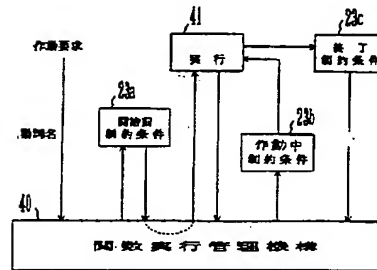 41
23c
作動要求
実行
終了
制約条件
23a
開始時
制約条件
23b
作動中
制約条件
関数名
40
関数実行管理機構